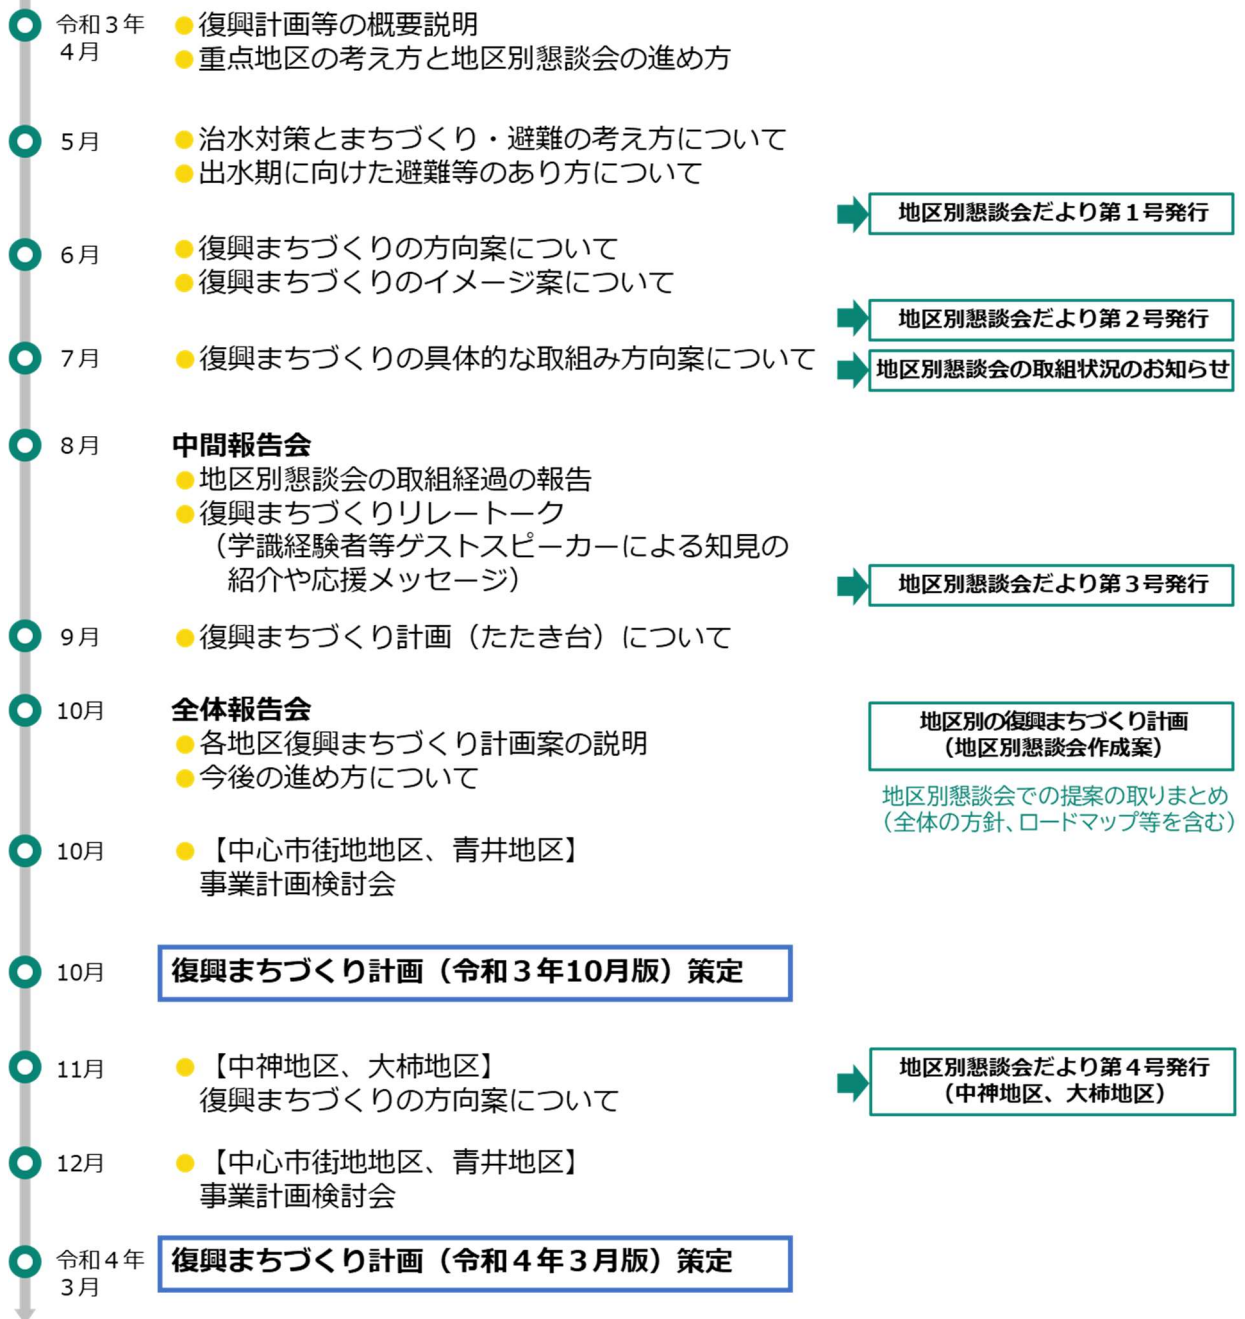 令和３年
４月
復興計画等の概要説明
重点地区の考え方と地区別懇談会の進め方
５月
治水対策とまちづくり・避難の考え方について
出水期に向けた避難等のあり方について
地区別懇談会だより第１号発行
６月
復興まちづくりの方向案について
復興まちづくりのイメージ案について
地区別懇談会だより第２号発行
７月
復興まちづくりの具体的な取組み方向案について
地区別懇談会の取組状況のお知らせ
８月
中間報告会
地区別懇談会の取組経過の報告
復興まちづくりリレートーク
（学識経験者等ゲストスピーカーによる知見の
紹介や応援メッセージ）
地区別懇談会だより第３号発行
９月
復興まちづくり計画（たたき台）について
10月
全体報告会
各地区復興まちづくり計画案の説明
今後の進め方について
地区別の復興まちづくり計画
（地区別懇談会作成案）
地区別懇談会での提案の取りまとめ
（全体の方針、ロードマップ等を含む）
10月
【中心市街地地区、青井地区】
事業計画検討会
10月
復興まちづくり計画（令和３年10月版）策定
11月
【中神地区、大柿地区】
復興まちづくりの方向案について
地区別懇談会だより第４号発行
（中神地区、大柿地区）
12月
【中心市街地地区、青井地区】
事業計画検討会
令和４年
３月
復興まちづくり計画（令和４年３月版）策定